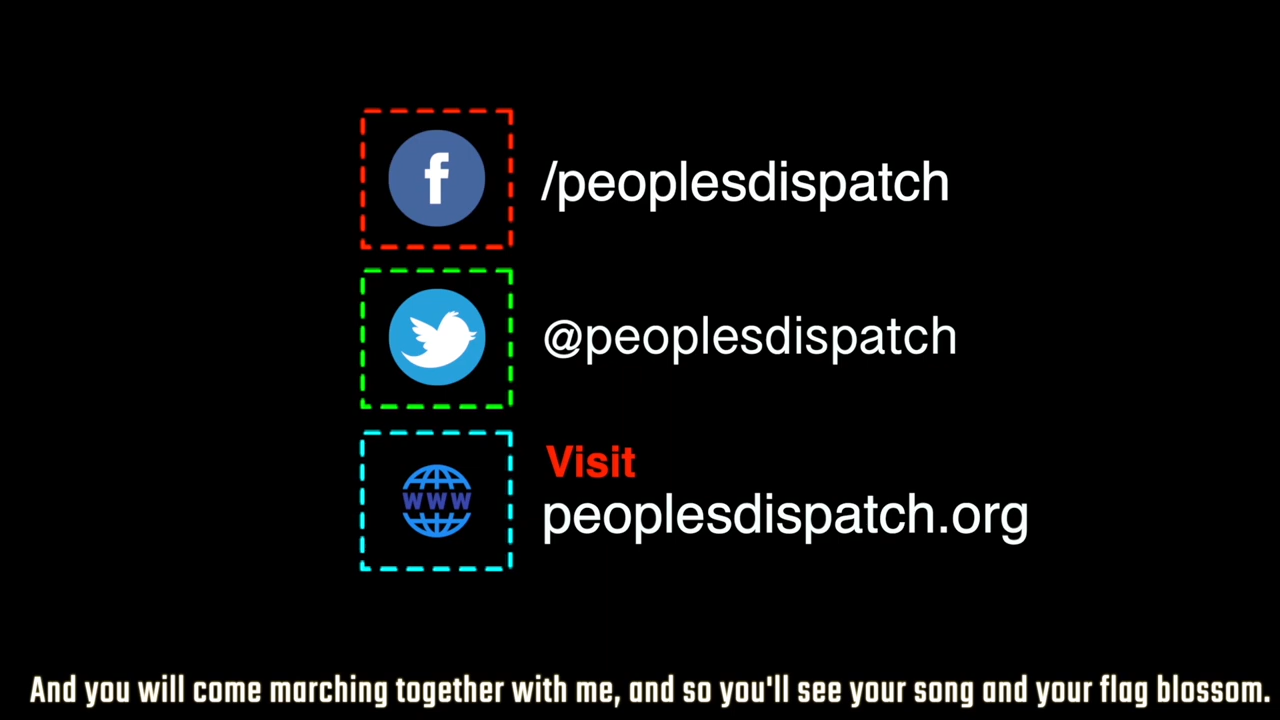 f
/peoplesdispatch
@peoplesdispatch
Visit
WWW
peoplesdispatch.org
And you will come marching together with me, and so you'll see your song and your flag blossom.